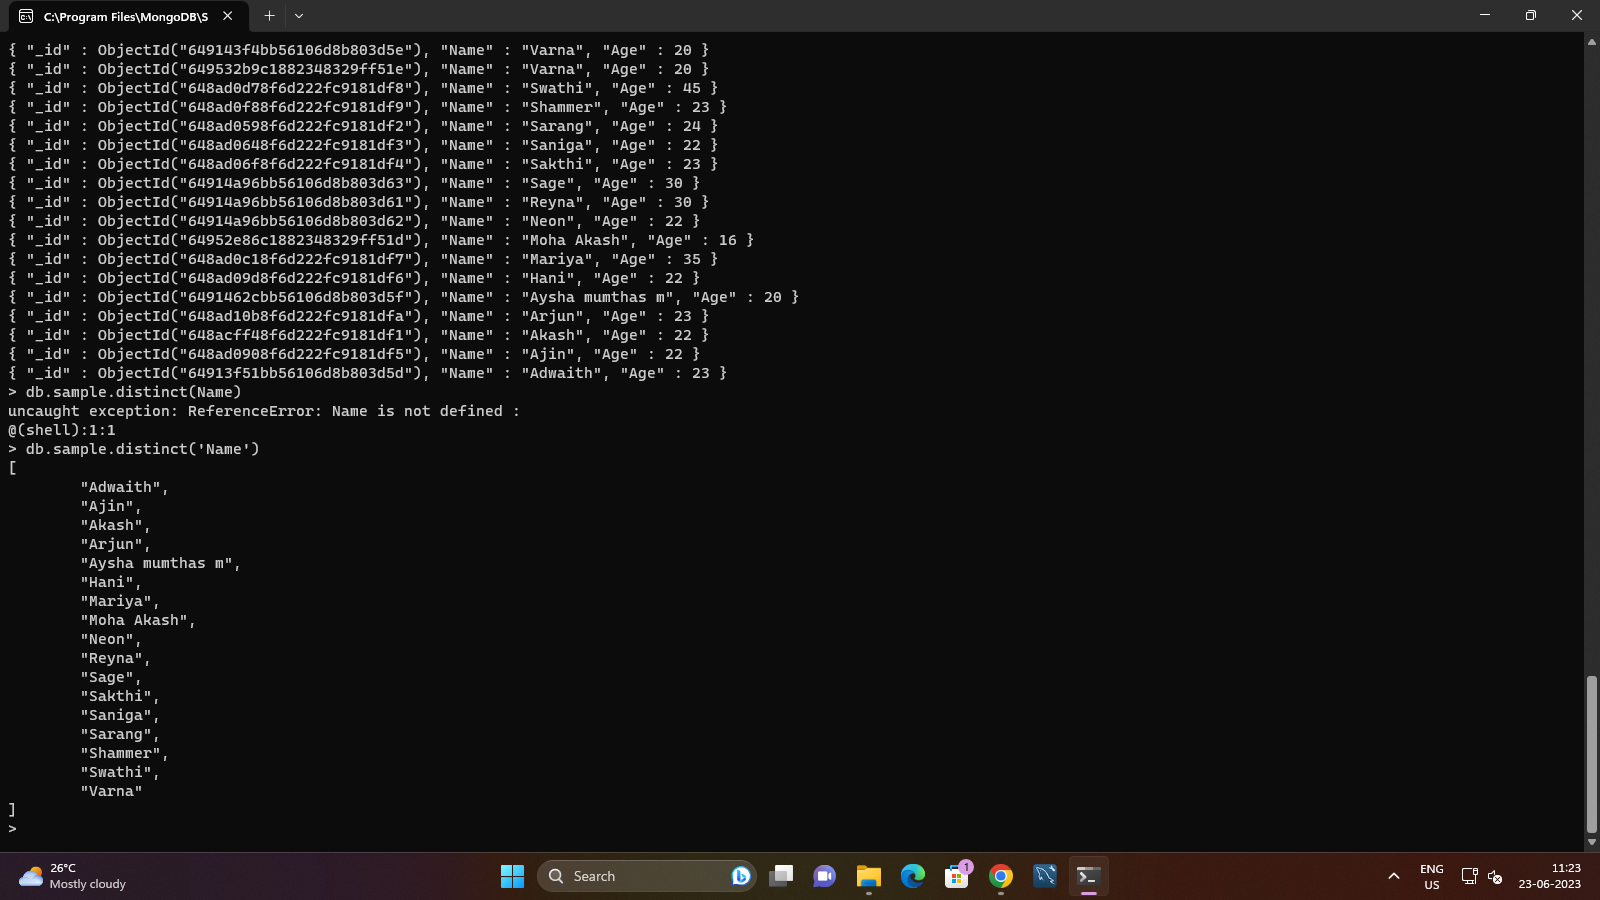 C:\Program Files\MongoDB\S
{ "_id" : ObjectId("649143f4bb56106d8b803d5e"), "Name" : "Varna", "Age" : 20 }
{ "_id" : ObjectId("649532b9c1882348329ff51e"), "Name" : "Varna", "Age" : 20 }
{ "_id" : ObjectId("648ad0d78f6d222fc9181df8"), "Name" : "Swathi", "Age" : 45 }
{ "_id" : ObjectId("648ad0f88f6d222fc9181df9"), "Name" : "Shammer", "Age" : 23 }
{ "_id" : ObjectId("648ad0598f6d222fc9181df2"), "Name" : "Sarang", "Age" : 24 }
{ "_id" : ObjectId("648ad0648f6d222fc9181df3"), "Name" : "Saniga", "Age" : 22 }
{ "_id" : ObjectId("648ad06f8f6d222fc9181df4"), "Name" : "Sakthi", "Age" : 23 }
{ "_id" : ObjectId("64914a96bb56106d8b803d63"), "Name" : "Sage", "Age" : 30 }
{ "_id" : ObjectId("64914a96bb56106d8b803d61"), "Name" : "Reyna", "Age" : 30 }
{ "_id" : ObjectId("64914a96bb56106d8b803d62"), "Name" : "Neon", "Age" : 22 }
{ "_id" : ObjectId("64952e86c1882348329ff51d"), "Name" : "Moha Akash", "Age" : 16 }
{ "_id" : ObjectId("648ad0c18f6d222fc9181df7"), "Name" : "Mariya", "Age" : 35 }
{ "_id" : ObjectId("648ad09d8f6d222fc9181df6"), "Name" : "Hani", "Age" : 22 }
{ "_id" : ObjectId("6491462cbb56106d8b803d5f"), "Name" : "Aysha mumthas m", "Age" : 20 }
{ "_id" : ObjectId("648ad10b8f6d222fc9181dfa"), "Name" : "Arjun", "Age" : 23 }
{ "_id" : ObjectId("648acff48f6d222fc9181df1"), "Name" : "Akash", "Age" : 22 }
{ "_id" : ObjectId("648ad0908f6d222fc9181df5"), "Name" : "Ajin", "Age" : 22 }
{ "_id" : ObjectId("64913f51bb56106d8b803d5d"), "Name" : "Adwaith", "Age" : 23 }
> db.sample.distinct(Name)
uncaught exception: ReferenceError: Name is not defined :
@(shell):1:1
> db.sample.distinct('Name')
[
"Adwaith",
"Ajin",
"Akash",
"Arjun",
"Aysha mumthas m",
"Hani",
"Mariya",
"Moha Akash",
"Neon",
"Reyna",
"Sage",
"Sakthi",
"Saniga",
"Sarang",
"Shammer",
"Swathi",
"Varna"
]
>
26°C
Mostly cloudy
Search
1
ENG
US
11:23
23-06-2023